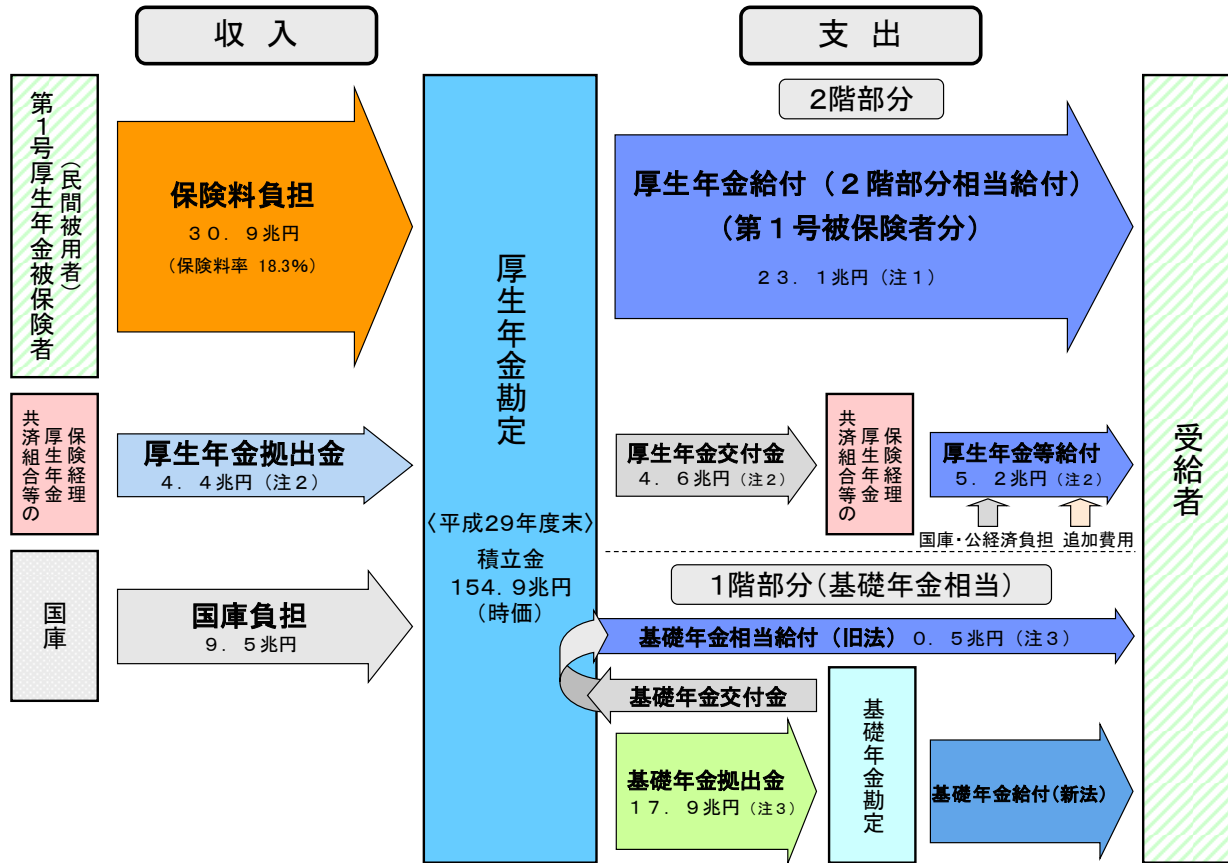 収 入
支 出
第１号厚生年金被保険者
（民間被用者）
保険料負担
３０．９兆円
（保険料率 18.3%）
共済組合等の
厚生年金
保険経理
厚生年金拠出金
４．４兆円（注２）
国庫
国庫負担
９．５兆円
厚生年金勘定
〈平成29年度末〉
積立金
154．9兆円
（時価）
２階部分
厚生年金給付（２階部分相当給付）
（第１号被保険者分）
２３．１兆円（注１）
厚生年金交付金
４．６兆円（注２）
共済組合等の
厚生年金
保険経理
厚生年金等給付
５．２兆円（注２）
国庫・公経済負担 追加費用
１階部分（基礎年金相当）
基礎年金相当給付（旧法）０．５兆円（注３）
基礎年金交付金
基礎年金拠出金
１７．９兆円（注３）
基礎年金勘定
基礎年金給付（新法）
受給者